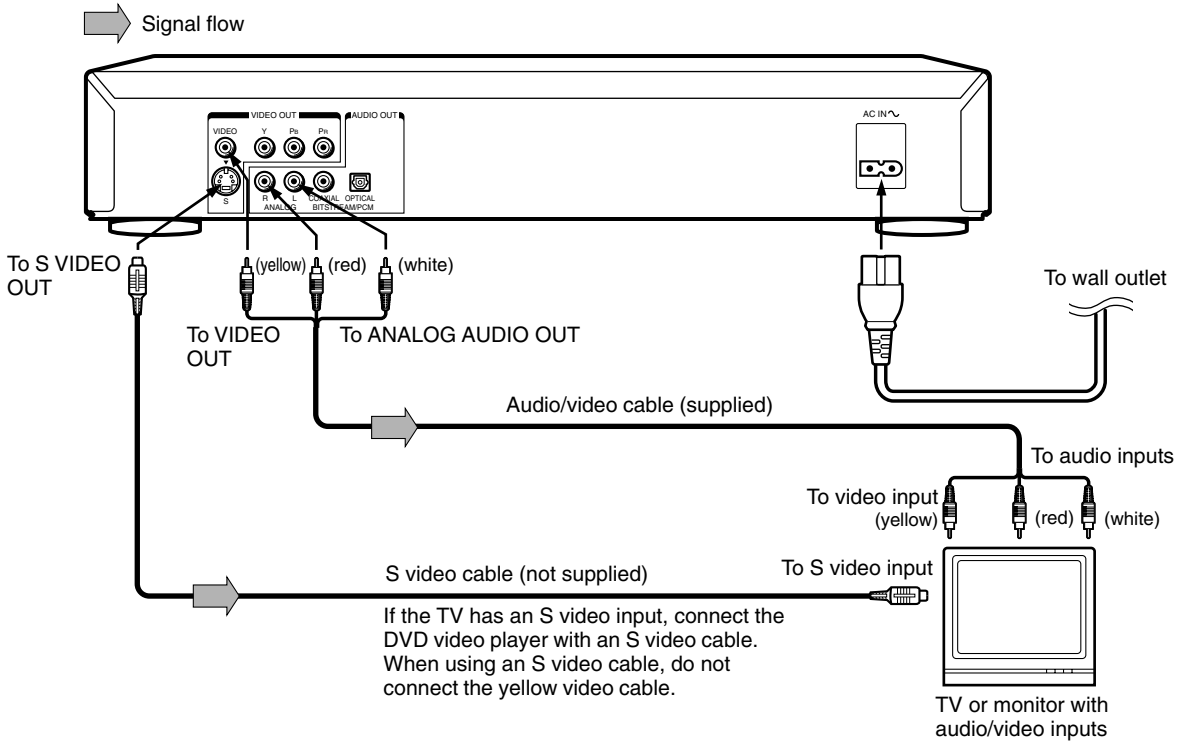 Signal flow
VIDEO OUT
AUDIO OUT
VIDEO
Y
PB
PR
S
R
L
COAXIAL
OPTICAL
ANALOG
BITSTREAM/PCM
AC IN
To S VIDEO
OUT
(yellow)
(red)
(white)
To VIDEO
OUT
To ANALOG AUDIO OUT
To wall outlet
Audio/video cable (supplied)
To audio inputs
To video input
(yellow)
(red)
(white)
S video cable (not supplied)
To S video input
If the TV has an S video input, connect the
DVD video player with an S video cable.
When using an S video cable, do not
connect the yellow video cable.
TV or monitor with
audio/video inputs